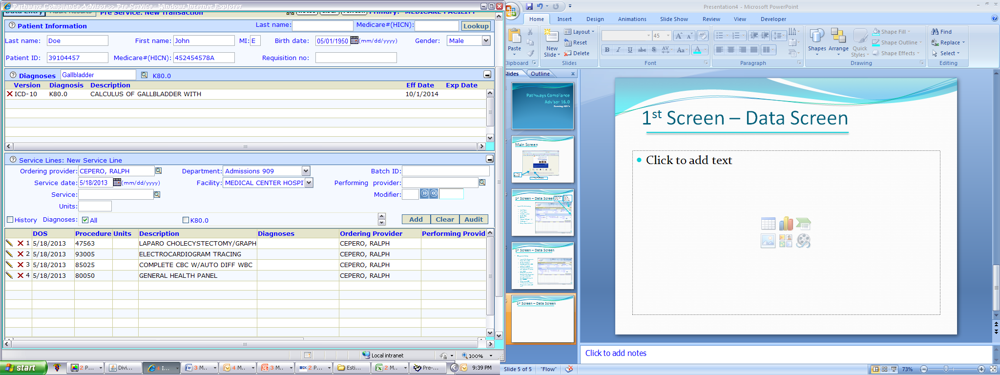 Pathways Compliance Advisor >> Pre Service - Windows Internet Explorer
Pre Service: New Transaction Primary: MEDICARE FACILITY
Patient Information Last name: Medicare#(HICN): Lookup
Last name: Doe First name: John MI: E Birth date: 05/01/1950 (mm/dd/yyyy) Gender: Male
Patient ID: 39104457 Medicare#(HICN): 452454578A Requisition no:
Diagnoses Gallbladder K80.0
Version Diagnosis Description Eff Date Exp Date
ICD-10 K80.0 CALCULUS OF GALLBLADDER WITH 10/1/2014
Service Lines: New Service Line
Ordering provider: CEPERO, RALPH Department: Admissions 909 Batch ID:
Service date: 5/18/2013 (mm/dd/yyyy) Facility: MEDICAL CENTER HOSPI Performing provider:
Service: Modifier:
Units:
History Diagnoses: All K80.0 Add Clear Audit
DOS Procedure Units Description Diagnoses Ordering Provider Performing Provid
1 5/18/2013 47563 LAPARO CHOLECYSTECTOMY/GRAPH CEPERO, RALPH
2 5/18/2013 93005 ELECTROCARDIOGRAM TRACING CEPERO, RALPH
3 5/18/2013 85025 COMPLETE CBC W/AUTO DIFF WBC CEPERO, RALPH
4 5/18/2013 80050 GENERAL HEALTH PANEL CEPERO, RALPH
Local intranet 100%
start 2 P... Divi... 1 I... 3 M... 4 M... 3 M... MCK 2 P... Esti... 2 M... Pre-... 9:39 PM
Presentation4 - Microsoft PowerPoint
Home Insert Design Animations Slide Show Review View Developer
Paste New Slide Layout Reset Delete 45 Shapes Arrange Quick Styles Shape Fill Shape Outline Shape Effects Find Replace Select
B I U abc S AV Aa A
Clipboard Slides Font Paragraph Drawing Editing
Slides Outline x
Pathways Compliance
Advisor 16.0
Main Screen
1st Screen – Data Screen
1st Screen – Data Screen
1st Screen – Data Screen
1st Screen – Data Screen
Click to add text
Click to add notes
Slide 5 of 5 "Flow" 73%